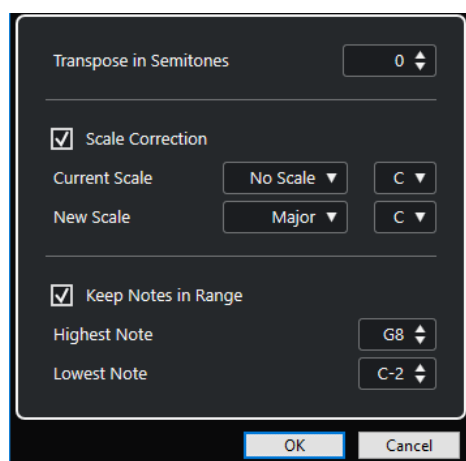 Transpose in Semitones 0
Scale Correction
Current Scale No Scale C
New Scale Major C
Keep Notes in Range
Highest Note G8
Lowest Note C-2
OK Cancel